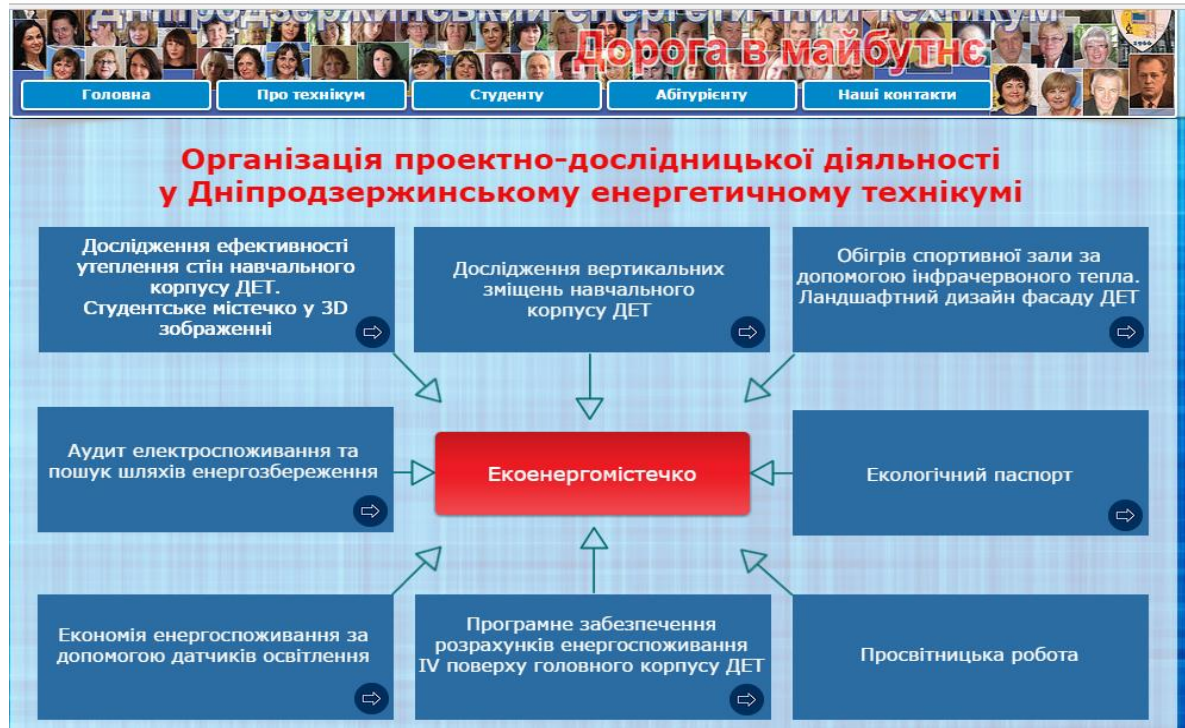 Дніпродзержинський енергетичний технікум
Дорога в майбутнє
1966
Головна
Про технікум
Студенту
Абітурієнту
Наші контакти
Організація проектно-дослідницької діяльності
у Дніпродзержинському енергетичному технікумі
Дослідження ефективності
утеплення стін навчального
корпусу ДЕТ.
Студентське містечко у 3D
зображенні
Дослідження вертикальних
зміщень навчального
корпусу ДЕТ
Обігрів спортивної зали за
допомогою інфрачервоного тепла.
Ландшафтний дизайн фасаду ДЕТ
Аудит електроспоживання та
пошук шляхів енергозбереження
Екоенергомістечко
Екологічний паспорт
Економія енергоспоживання за
допомогою датчиків освітлення
Програмне забезпечення
розрахунків енергоспоживання
IV поверху головного корпусу ДЕТ
Просвітницька робота